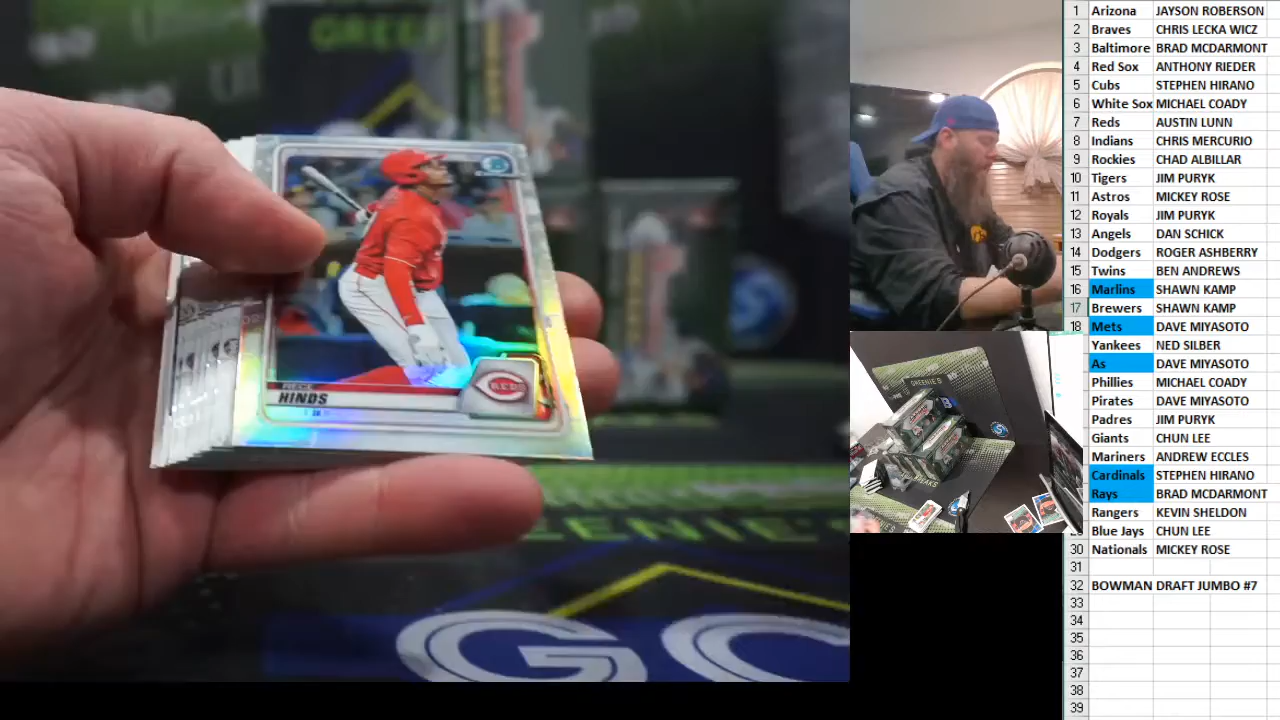 GREENIE'S
RECE
HINDS
REDS
GREENIE'S
GC
GREENIE'S
1 Arizona JAYSON ROBERSON
2 Braves CHRIS LECKA WICZ
3 Baltimore BRAD MCDARMONT
4 Red Sox ANTHONY RIEDER
5 Cubs STEPHEN HIRANO
6 White Sox MICHAEL COADY
7 Reds AUSTIN LUNN
8 Indians CHRIS MERCURIO
9 Rockies CHAD ALBILLAR
10 Tigers JIM PURYK
11 Astros MICKEY ROSE
12 Royals JIM PURYK
13 Angels DAN SCHICK
14 Dodgers ROGER ASHBERRY
15 Twins BEN ANDREWS
16 Marlins SHAWN KAMP
17 Brewers SHAWN KAMP
18 Mets DAVE MIYASOTO
Yankees NED SILBER
As DAVE MIYASOTO
Phillies MICHAEL COADY
Pirates DAVE MIYASOTO
Padres JIM PURYK
Giants CHUN LEE
Mariners ANDREW ECCLES
Cardinals STEPHEN HIRANO
Rays BRAD MCDARMONT
Rangers KEVIN SHELDON
Blue Jays CHUN LEE
30 Nationals MICKEY ROSE
31
32 BOWMAN DRAFT JUMBO #7
33
34
35
36
37
38
39